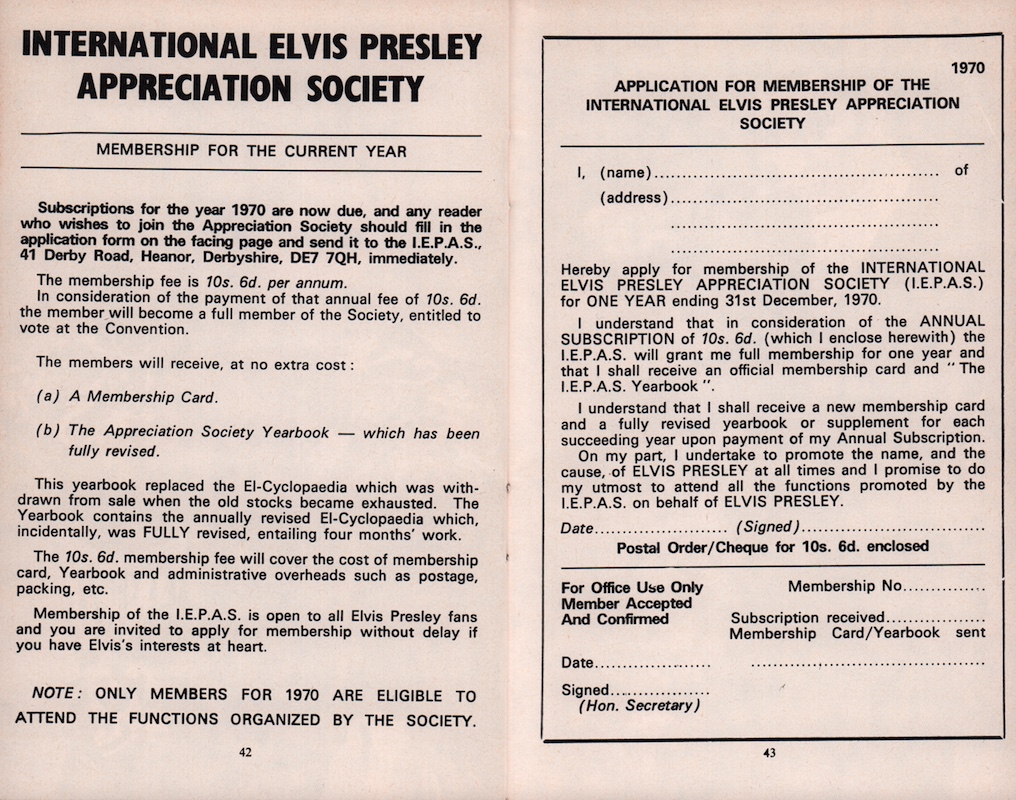 INTERNATIONAL ELVIS PRESLEY
APPRECIATION SOCIETY
MEMBERSHIP FOR THE CURRENT YEAR
Subscriptions for the year 1970 are now due, and any reader
who wishes to join the Appreciation Society should fill in the
application form on the facing page and send it to the I.E.P.A.S.,
41 Derby Road, Heanor, Derbyshire, DE7 7QH, immediately.
The membership fee is 10s. 6d. per annum.
In consideration of the payment of that annual fee of 10s. 6d.
the member will become a full member of the Society, entitled to
vote at the Convention.
The members will receive, at no extra cost :
(a) A Membership Card.
(b) The Appreciation Society Yearbook — which has been
fully revised.
This yearbook replaced the El-Cyclopaedia which was with-
drawn from sale when the old stocks became exhausted. The
Yearbook contains the annually revised El-Cyclopaedia which,
incidentally, was FULLY revised, entailing four months' work.
The 10s. 6d. membership fee will cover the cost of membership
card, Yearbook and administrative overheads such as postage,
packing, etc.
Membership of the I.E.P.A.S. is open to all Elvis Presley fans
and you are invited to apply for membership without delay if
you have Elvis's interests at heart.
NOTE : ONLY MEMBERS FOR 1970 ARE ELIGIBLE TO
ATTEND THE FUNCTIONS ORGANIZED BY THE SOCIETY.
42
1970
APPLICATION FOR MEMBERSHIP OF THE
INTERNATIONAL ELVIS PRESLEY APPRECIATION
SOCIETY
I, (name)................................................ of
(address)................................................
................................................
................................................
Hereby apply for membership of the INTERNATIONAL
ELVIS PRESLEY APPRECIATION SOCIETY (I.E.P.A.S.)
for ONE YEAR ending 31st December, 1970.
I understand that in consideration of the ANNUAL
SUBSCRIPTION of 10s. 6d. (which I enclose herewith) the
I.E.P.A.S. will grant me full membership for one year and
that I shall receive an official membership card and " The
I.E.P.A.S. Yearbook ".
I understand that I shall receive a new membership card
and a fully revised yearbook or supplement for each
succeeding year upon payment of my Annual Subscription.
On my part, I undertake to promote the name, and the
cause, of ELVIS PRESLEY at all times and I promise to do
my utmost to attend all the functions promoted by the
I.E.P.A.S. on behalf of ELVIS PRESLEY.
Date....................... (Signed)................................
Postal Order/Cheque for 10s. 6d. enclosed
For Office Use Only
Member Accepted
And Confirmed
Membership No...............
Subscription received.................
Membership Card/Yearbook sent
Date.................... ........................................
Signed.................
(Hon. Secretary)
43